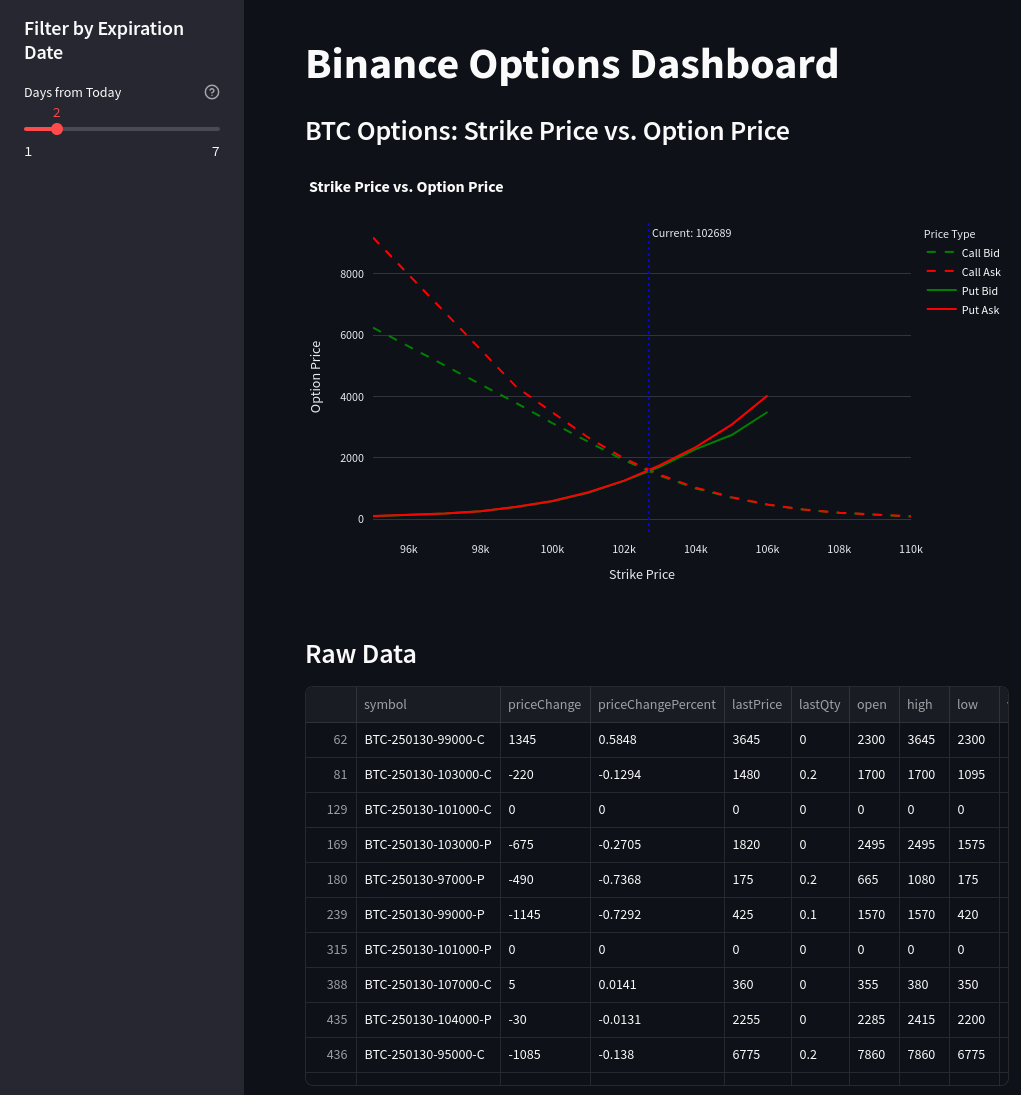 Filter by Expiration
Date
Days from Today
2
1 7
Binance Options Dashboard
BTC Options: Strike Price vs. Option Price
Strike Price vs. Option Price
Current: 102689
Price Type
Call Bid
Call Ask
Put Bid
Put Ask
Option Price
8000
6000
4000
2000
0
96k 98k 100k 102k 104k 106k 108k 110k
Strike Price
Raw Data
symbol priceChange priceChangePercent lastPrice lastQty open high low
62 BTC-250130-99000-C 1345 0.5848 3645 0 2300 3645 2300
81 BTC-250130-103000-C -220 -0.1294 1480 0.2 1700 1700 1095
129 BTC-250130-101000-C 0 0 0 0 0 0 0
169 BTC-250130-103000-P -675 -0.2705 1820 0 2495 2495 1575
180 BTC-250130-97000-P -490 -0.7368 175 0.2 665 1080 175
239 BTC-250130-99000-P -1145 -0.7292 425 0.1 1570 1570 420
315 BTC-250130-101000-P 0 0 0 0 0 0 0
388 BTC-250130-107000-C 5 0.0141 360 0 355 380 350
435 BTC-250130-104000-P -30 -0.0131 2255 0 2285 2415 2200
436 BTC-250130-95000-C -1085 -0.138 6775 0.2 7860 7860 6775